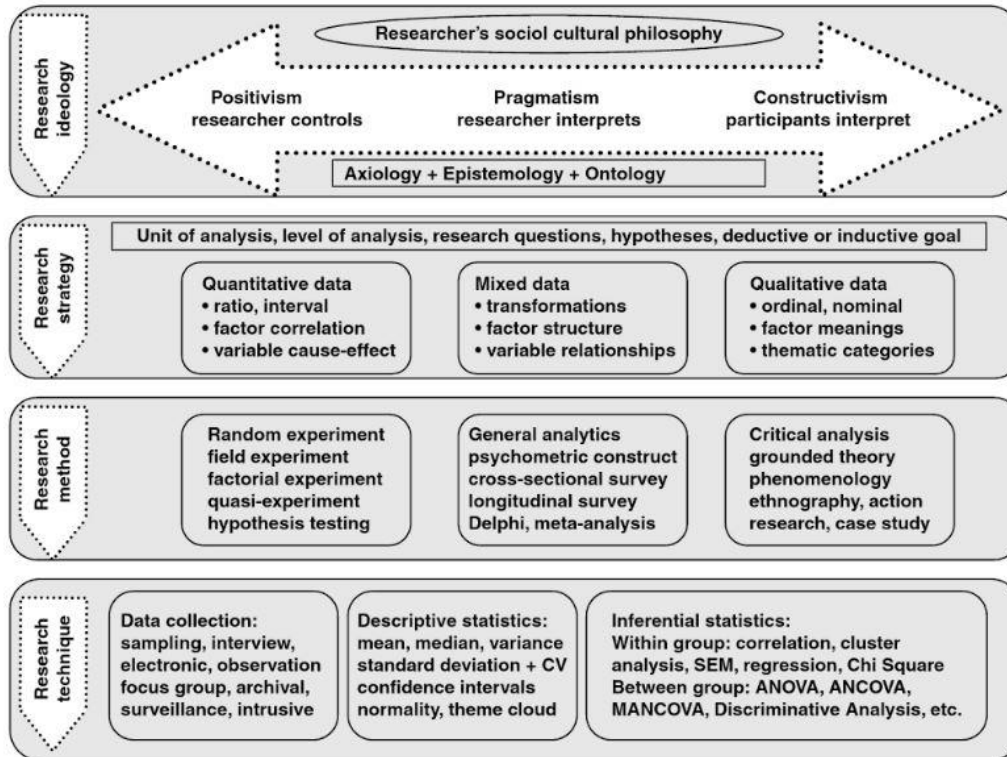 Research
ideology
Researcher's sociol cultural philosophy
Positivism
researcher controls
Pragmatism
researcher interprets
Constructivism
participants interpret
Axiology + Epistemology + Ontology
Research
strategy
Unit of analysis, level of analysis, research questions, hypotheses, deductive or inductive goal
Quantitative data
• ratio, interval
• factor correlation
• variable cause-effect
Mixed data
• transformations
• factor structure
• variable relationships
Qualitative data
• ordinal, nominal
• factor meanings
• thematic categories
Research
method
Random experiment
field experiment
factorial experiment
quasi-experiment
hypothesis testing
General analytics
psychometric construct
cross-sectional survey
longitudinal survey
Delphi, meta-analysis
Critical analysis
grounded theory
phenomenology
ethnography, action
research, case study
Research
technique
Data collection:
sampling, interview,
electronic, observation
focus group, archival,
surveillance, intrusive
Descriptive statistics:
mean, median, variance
standard deviation + CV
confidence intervals
normality, theme cloud
Inferential statistics:
Within group: correlation, cluster
analysis, SEM, regression, Chi Square
Between group: ANOVA, ANCOVA,
MANCOVA, Discriminative Analysis, etc.